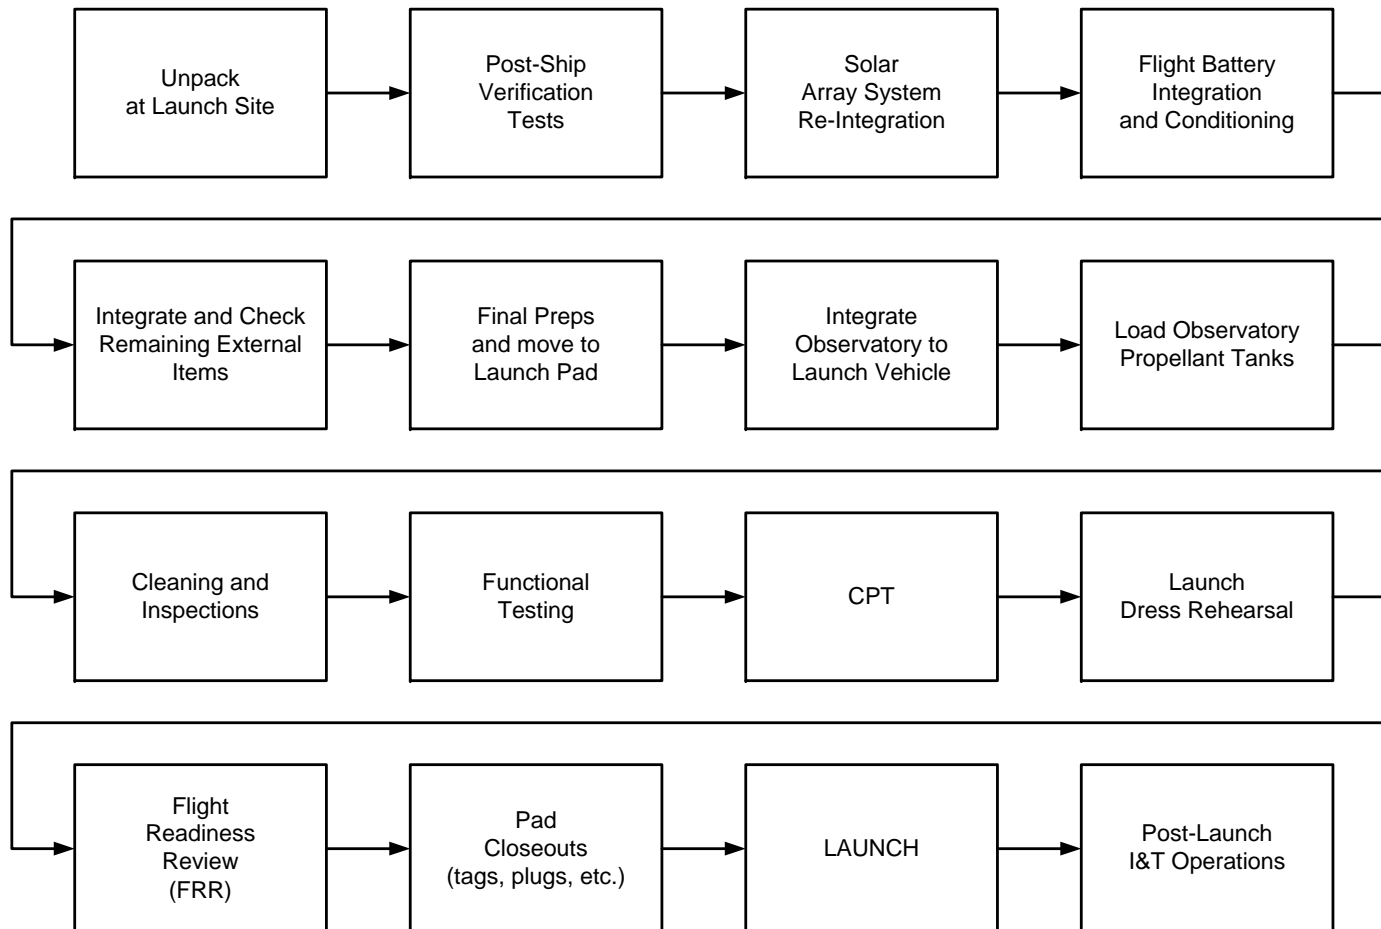 Unpack
at Launch Site
Post-Ship
Verification
Tests
Solar
Array System
Re-Integration
Flight Battery
Integration
and Conditioning
Integrate and Check
Remaining External
Items
Final Preps
and move to
Launch Pad
Integrate
Observatory to
Launch Vehicle
Load Observatory
Propellant Tanks
Cleaning and
Inspections
Functional
Testing
CPT
Launch
Dress Rehearsal
Flight
Readiness
Review
(FRR)
Pad
Closeouts
(tags, plugs, etc.)
LAUNCH
Post-Launch
I&T Operations